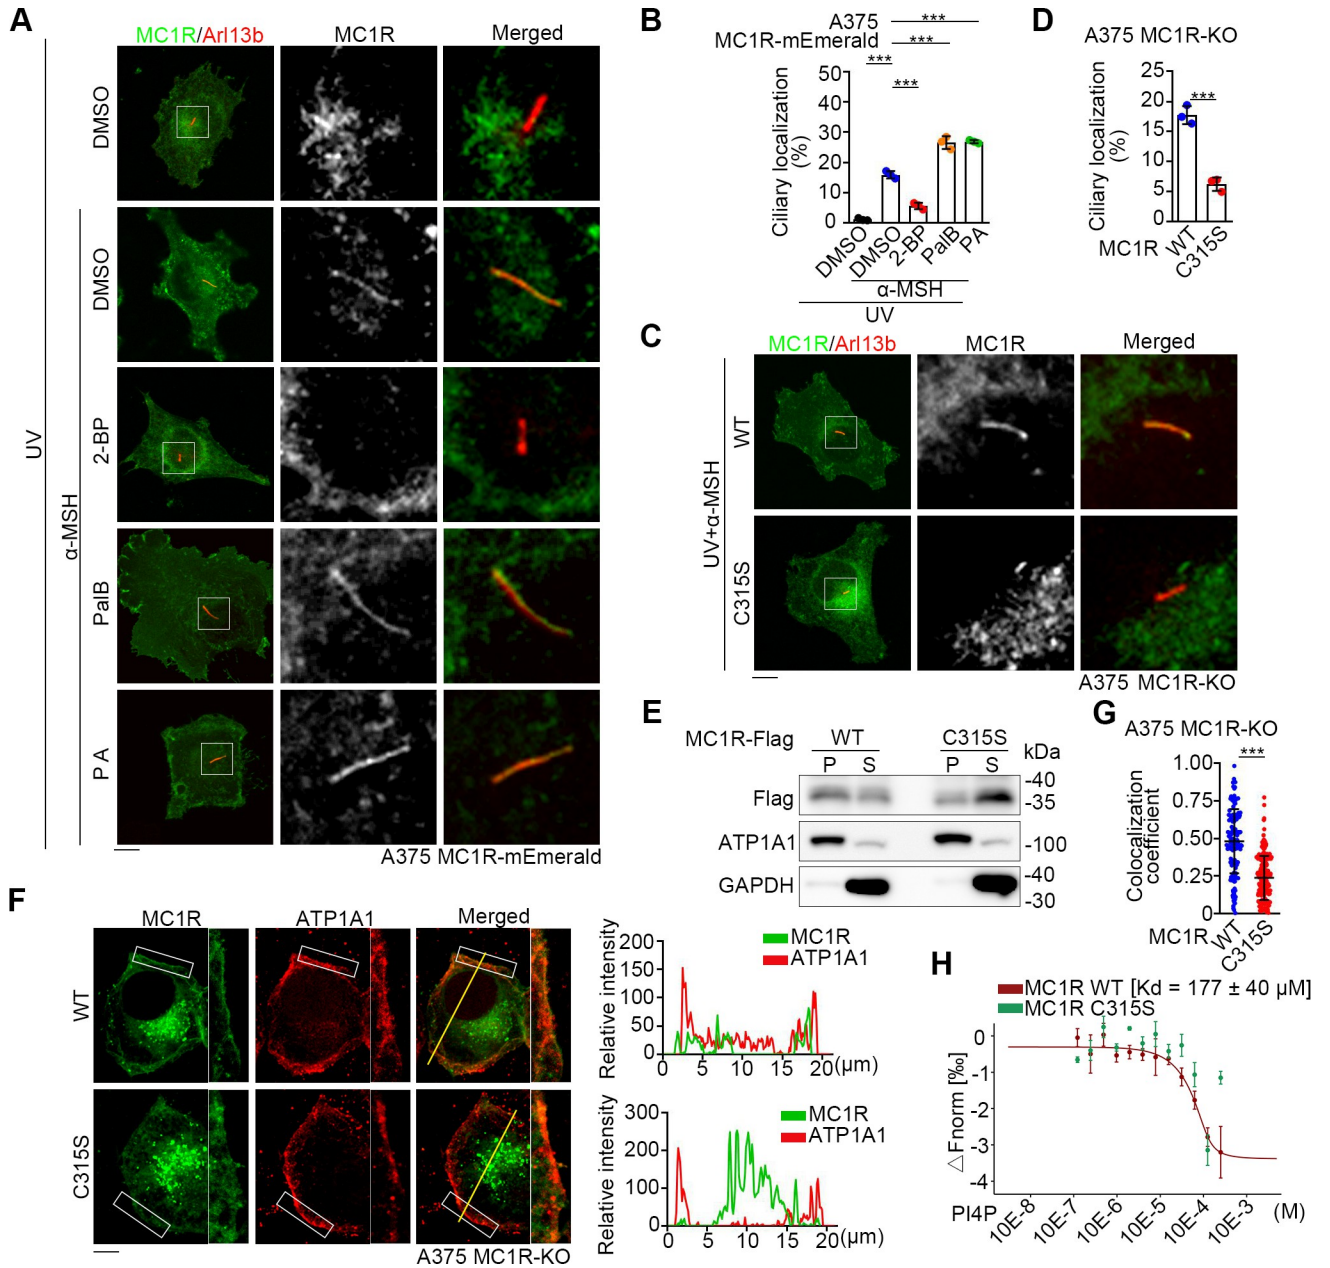 A
MC1R/Arl13b MC1R Merged
UV
α-MSH
DMSO
DMSO
2-BP
PalB
PA
A375 MC1R-mEmerald
B
A375
MC1R-mEmerald
***
***
***
***
Ciliary localization
(%)
50
40
30
20
10
0
DMSO DMSO 2-BP PalB PA
α-MSH
UV
D
A375 MC1R-KO
***
Ciliary localization
(%)
25
20
15
10
5
0
MC1R WT C315S
C
MC1R/Arl13b MC1R Merged
UV+α-MSH
WT
C315S
A375 MC1R-KO
E
MC1R-Flag WT C315S kDa
P S P S
Flag -40
-35
ATP1A1 -100
GAPDH -40
-30
G
A375 MC1R-KO
***
Colocalization
coefficient
1.00
0.75
0.50
0.25
0
MC1R WT C315S
F
MC1R ATP1A1 Merged
WT
C315S
A375 MC1R-KO
Relative intensity
MC1R
ATP1A1
200
150
100
50
0
0 5 10 15 20 (μm)
Relative intensity
MC1R
ATP1A1
300
200
100
0
0 5 10 15 20 (μm)
H
MC1R WT [Kd = 177 ± 40 μM]
MC1R C315S
△Fnorm [‰]
0
-1
-2
-3
-4
PI4P 10E-8 10E-7 10E-6 10E-5 10E-4 10E-3 (M)